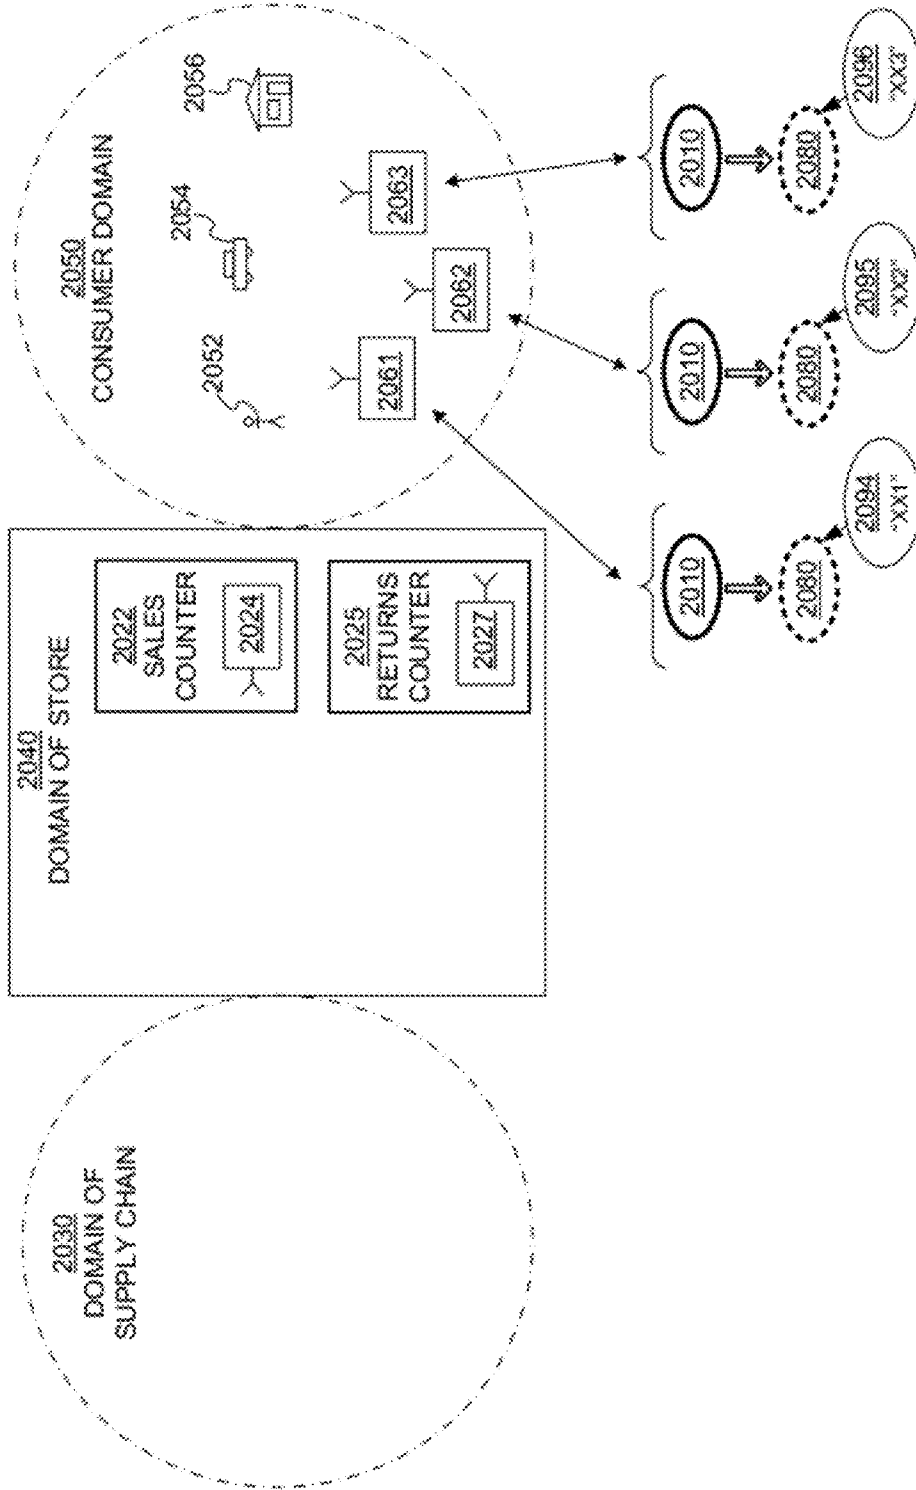 2030
DOMAIN OF
SUPPLY CHAIN
2040
DOMAIN OF STORE
2022
SALES
COUNTER
2024
2025
RETURNS
COUNTER
2027
2050
CONSUMER DOMAIN
2052
2054
2056
2061
2062
2063
2010
2080
2094
"XX1"
2010
2080
2095
"XX2"
2010
2080
2096
"XX3"